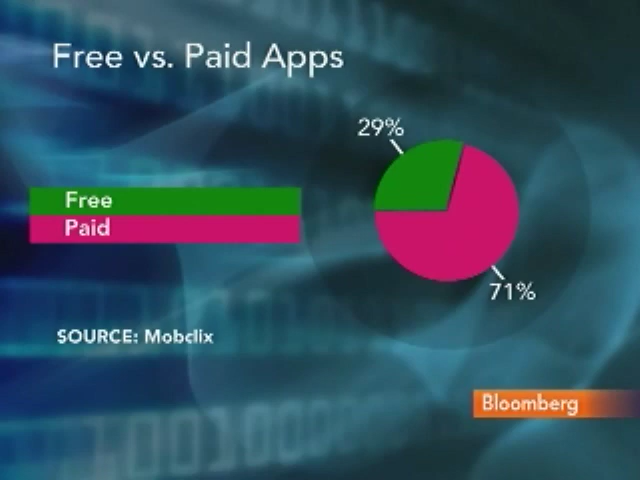 Free vs. Paid Apps
29%
Free
Paid
71%
SOURCE: Mobclix
Bloomberg